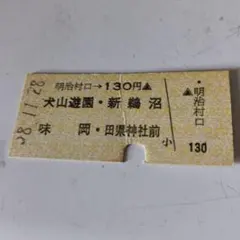 58.11.28
明治村口→130円▲
犬山遊園・新鵜沼
味岡・田県神社前
小
▲明治村口
130